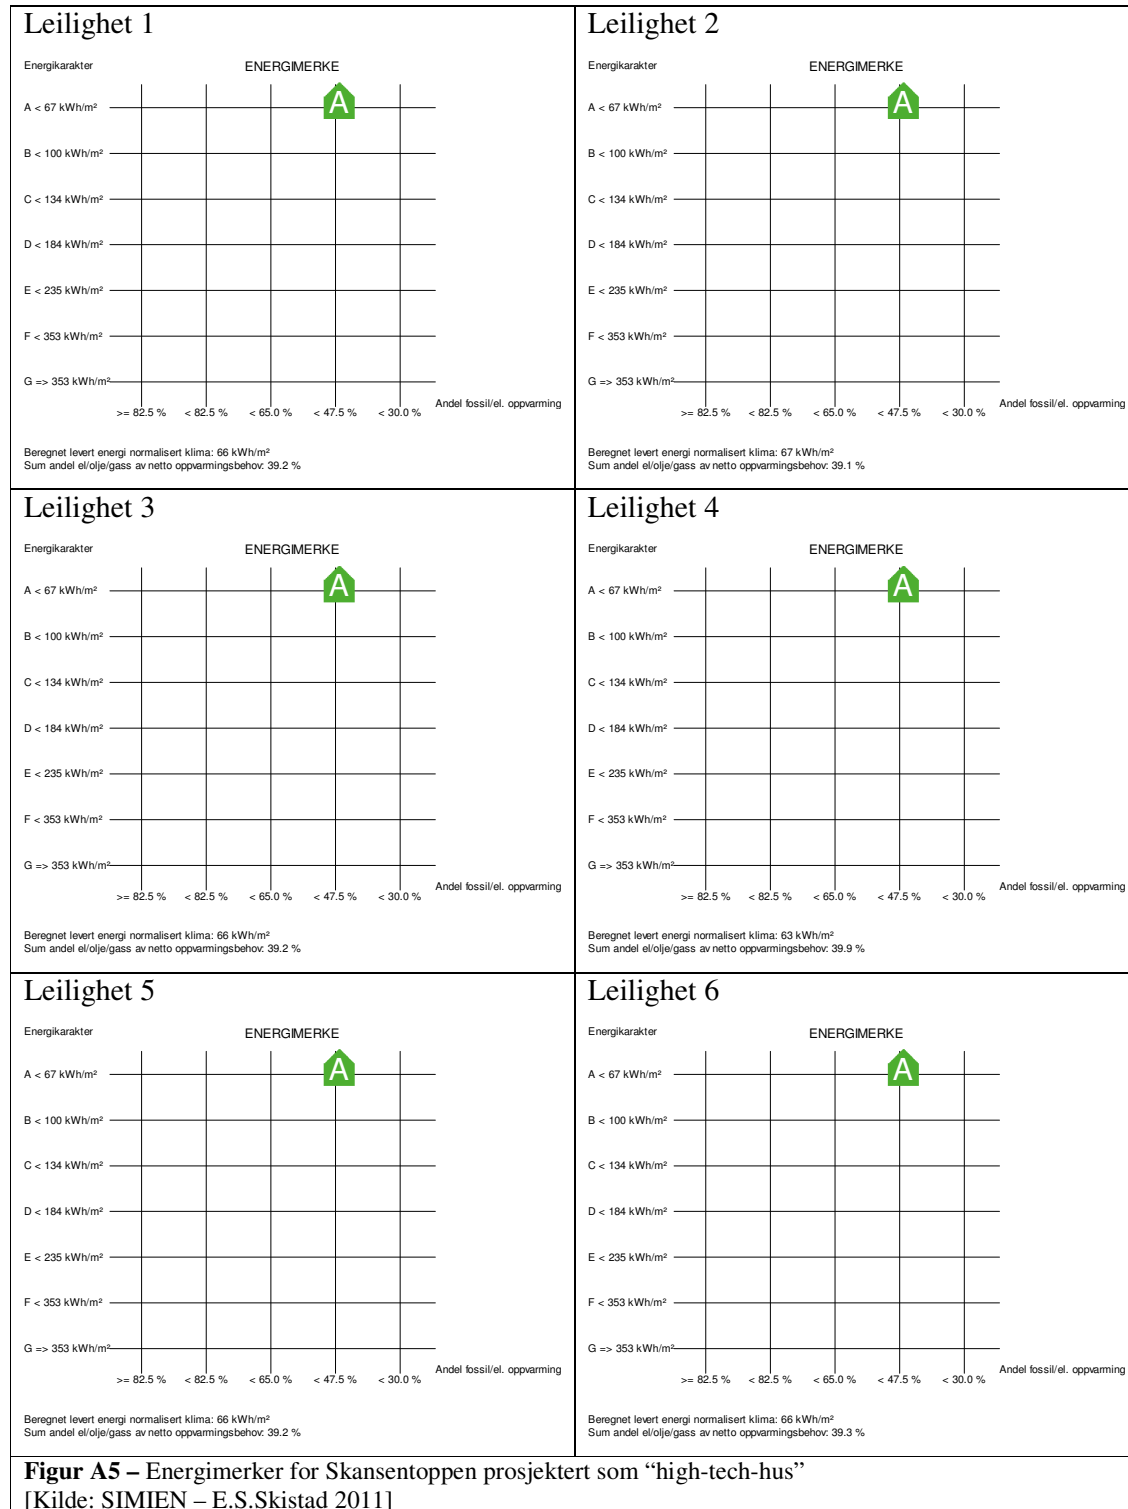 Leilighet 1
Energikarakter
ENERGIMERKE
A
A < 67 kWh/m²
B < 100 kWh/m²
C < 134 kWh/m²
D < 184 kWh/m²
E < 235 kWh/m²
F < 353 kWh/m²
G => 353 kWh/m²
Andel fossil/el. oppvarming
>= 82.5 % < 82.5 % < 65.0 % < 47.5 % < 30.0 %
Beregnet levert energi normalisert klima: 66 kWh/m²
Sum andel el/olje/gass av netto oppvarmingsbehov: 39.2 %
Leilighet 2
Energikarakter
ENERGIMERKE
A
A < 67 kWh/m²
B < 100 kWh/m²
C < 134 kWh/m²
D < 184 kWh/m²
E < 235 kWh/m²
F < 353 kWh/m²
G => 353 kWh/m²
Andel fossil/el. oppvarming
>= 82.5 % < 82.5 % < 65.0 % < 47.5 % < 30.0 %
Beregnet levert energi normalisert klima: 67 kWh/m²
Sum andel el/olje/gass av netto oppvarmingsbehov: 39.1 %
Leilighet 3
Energikarakter
ENERGIMERKE
A
A < 67 kWh/m²
B < 100 kWh/m²
C < 134 kWh/m²
D < 184 kWh/m²
E < 235 kWh/m²
F < 353 kWh/m²
G => 353 kWh/m²
Andel fossil/el. oppvarming
>= 82.5 % < 82.5 % < 65.0 % < 47.5 % < 30.0 %
Beregnet levert energi normalisert klima: 66 kWh/m²
Sum andel el/olje/gass av netto oppvarmingsbehov: 39.2 %
Leilighet 4
Energikarakter
ENERGIMERKE
A
A < 67 kWh/m²
B < 100 kWh/m²
C < 134 kWh/m²
D < 184 kWh/m²
E < 235 kWh/m²
F < 353 kWh/m²
G => 353 kWh/m²
Andel fossil/el. oppvarming
>= 82.5 % < 82.5 % < 65.0 % < 47.5 % < 30.0 %
Beregnet levert energi normalisert klima: 63 kWh/m²
Sum andel el/olje/gass av netto oppvarmingsbehov: 39.9 %
Leilighet 5
Energikarakter
ENERGIMERKE
A
A < 67 kWh/m²
B < 100 kWh/m²
C < 134 kWh/m²
D < 184 kWh/m²
E < 235 kWh/m²
F < 353 kWh/m²
G => 353 kWh/m²
Andel fossil/el. oppvarming
>= 82.5 % < 82.5 % < 65.0 % < 47.5 % < 30.0 %
Beregnet levert energi normalisert klima: 66 kWh/m²
Sum andel el/olje/gass av netto oppvarmingsbehov: 39.2 %
Leilighet 6
Energikarakter
ENERGIMERKE
A
A < 67 kWh/m²
B < 100 kWh/m²
C < 134 kWh/m²
D < 184 kWh/m²
E < 235 kWh/m²
F < 353 kWh/m²
G => 353 kWh/m²
Andel fossil/el. oppvarming
>= 82.5 % < 82.5 % < 65.0 % < 47.5 % < 30.0 %
Beregnet levert energi normalisert klima: 66 kWh/m²
Sum andel el/olje/gass av netto oppvarmingsbehov: 39.3 %
Figur A5 – Energimerker for Skansentoppen prosjektert som “high-tech-hus”
[Kilde: SIMIEN – E.S.Skistad 2011]